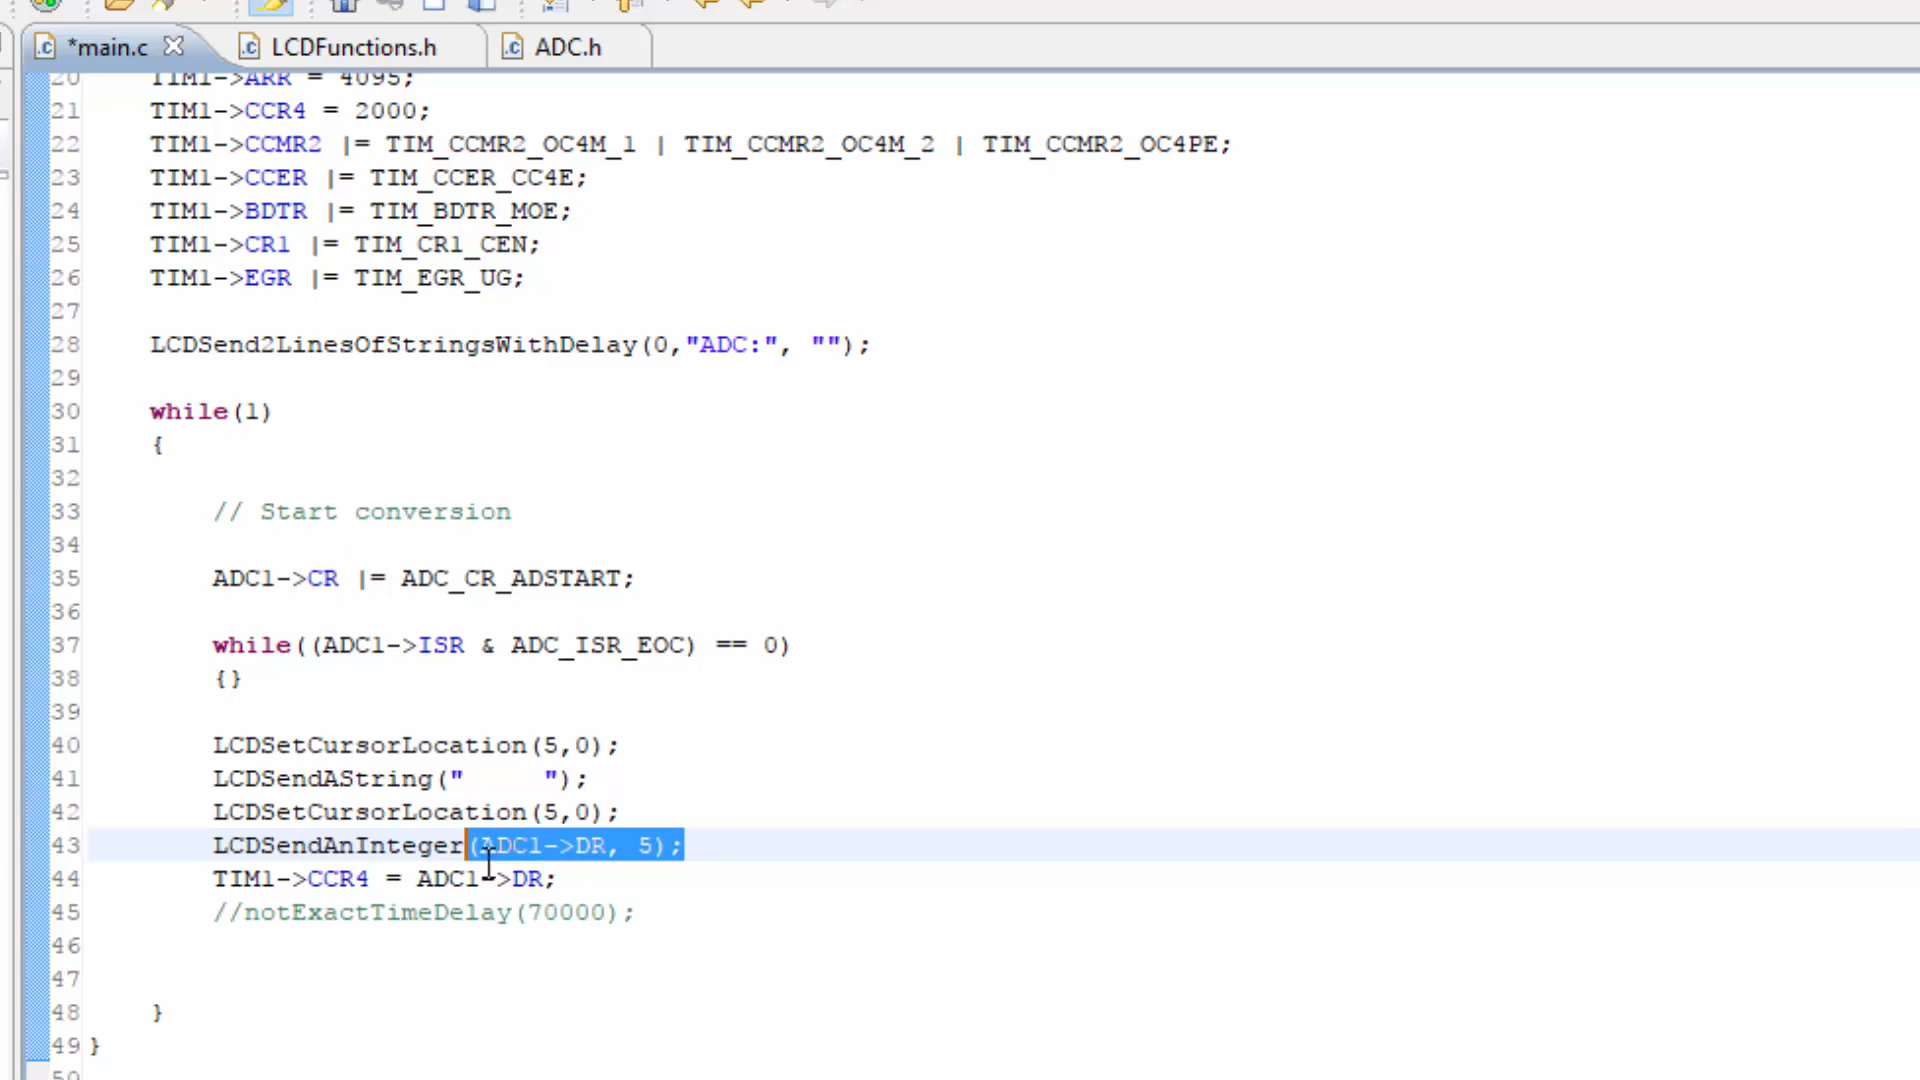 *main.c LCDFunctions.h ADC.h
20 TIM1->ARR = 4095;
21 TIM1->CCR4 = 2000;
22 TIM1->CCMR2 |= TIM_CCMR2_OC4M_1 | TIM_CCMR2_OC4M_2 | TIM_CCMR2_OC4PE;
23 TIM1->CCER |= TIM_CCER_CC4E;
24 TIM1->BDTR |= TIM_BDTR_MOE;
25 TIM1->CR1 |= TIM_CR1_CEN;
26 TIM1->EGR |= TIM_EGR_UG;
27
28 LCDSend2LinesOfStringsWithDelay(0,"ADC:", "");
29
30 while(1)
31 {
32
33 // Start conversion
34
35 ADC1->CR |= ADC_CR_ADSTART;
36
37 while((ADC1->ISR & ADC_ISR_EOC) == 0)
38 {}
39
40 LCDSetCursorLocation(5,0);
41 LCDSendAString("     ");
42 LCDSetCursorLocation(5,0);
43 LCDSendAnInteger(ADC1->DR, 5);
44 TIM1->CCR4 = ADC1->DR;
45 //notExactTimeDelay(70000);
46
47
48 }
49 }
50